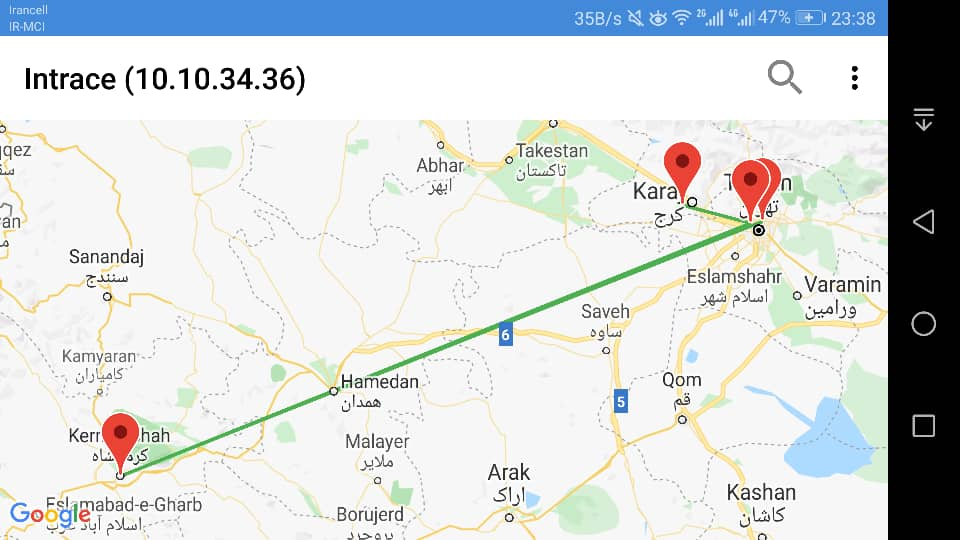 Irancell
IR-MCI
35B/s
2G
4G
47%
23:38
Intrace (10.10.34.36)
Takestan
تاکستان
Abhar
ابهر
کرج
Sanandaj
سنندج
Eslamshahr
اسلام شهر
Varamin
ورامین
Saveh
ساوه
6
Kamyaran
کامیاران
Hamedan
همدان
Qom
قم
5
Malayer
ملایر
Arak
اراک
Kashan
کاشان
Eslamabad-e-Gharb
اسلام آباد غرب
Google
Borujerd
بروجرد